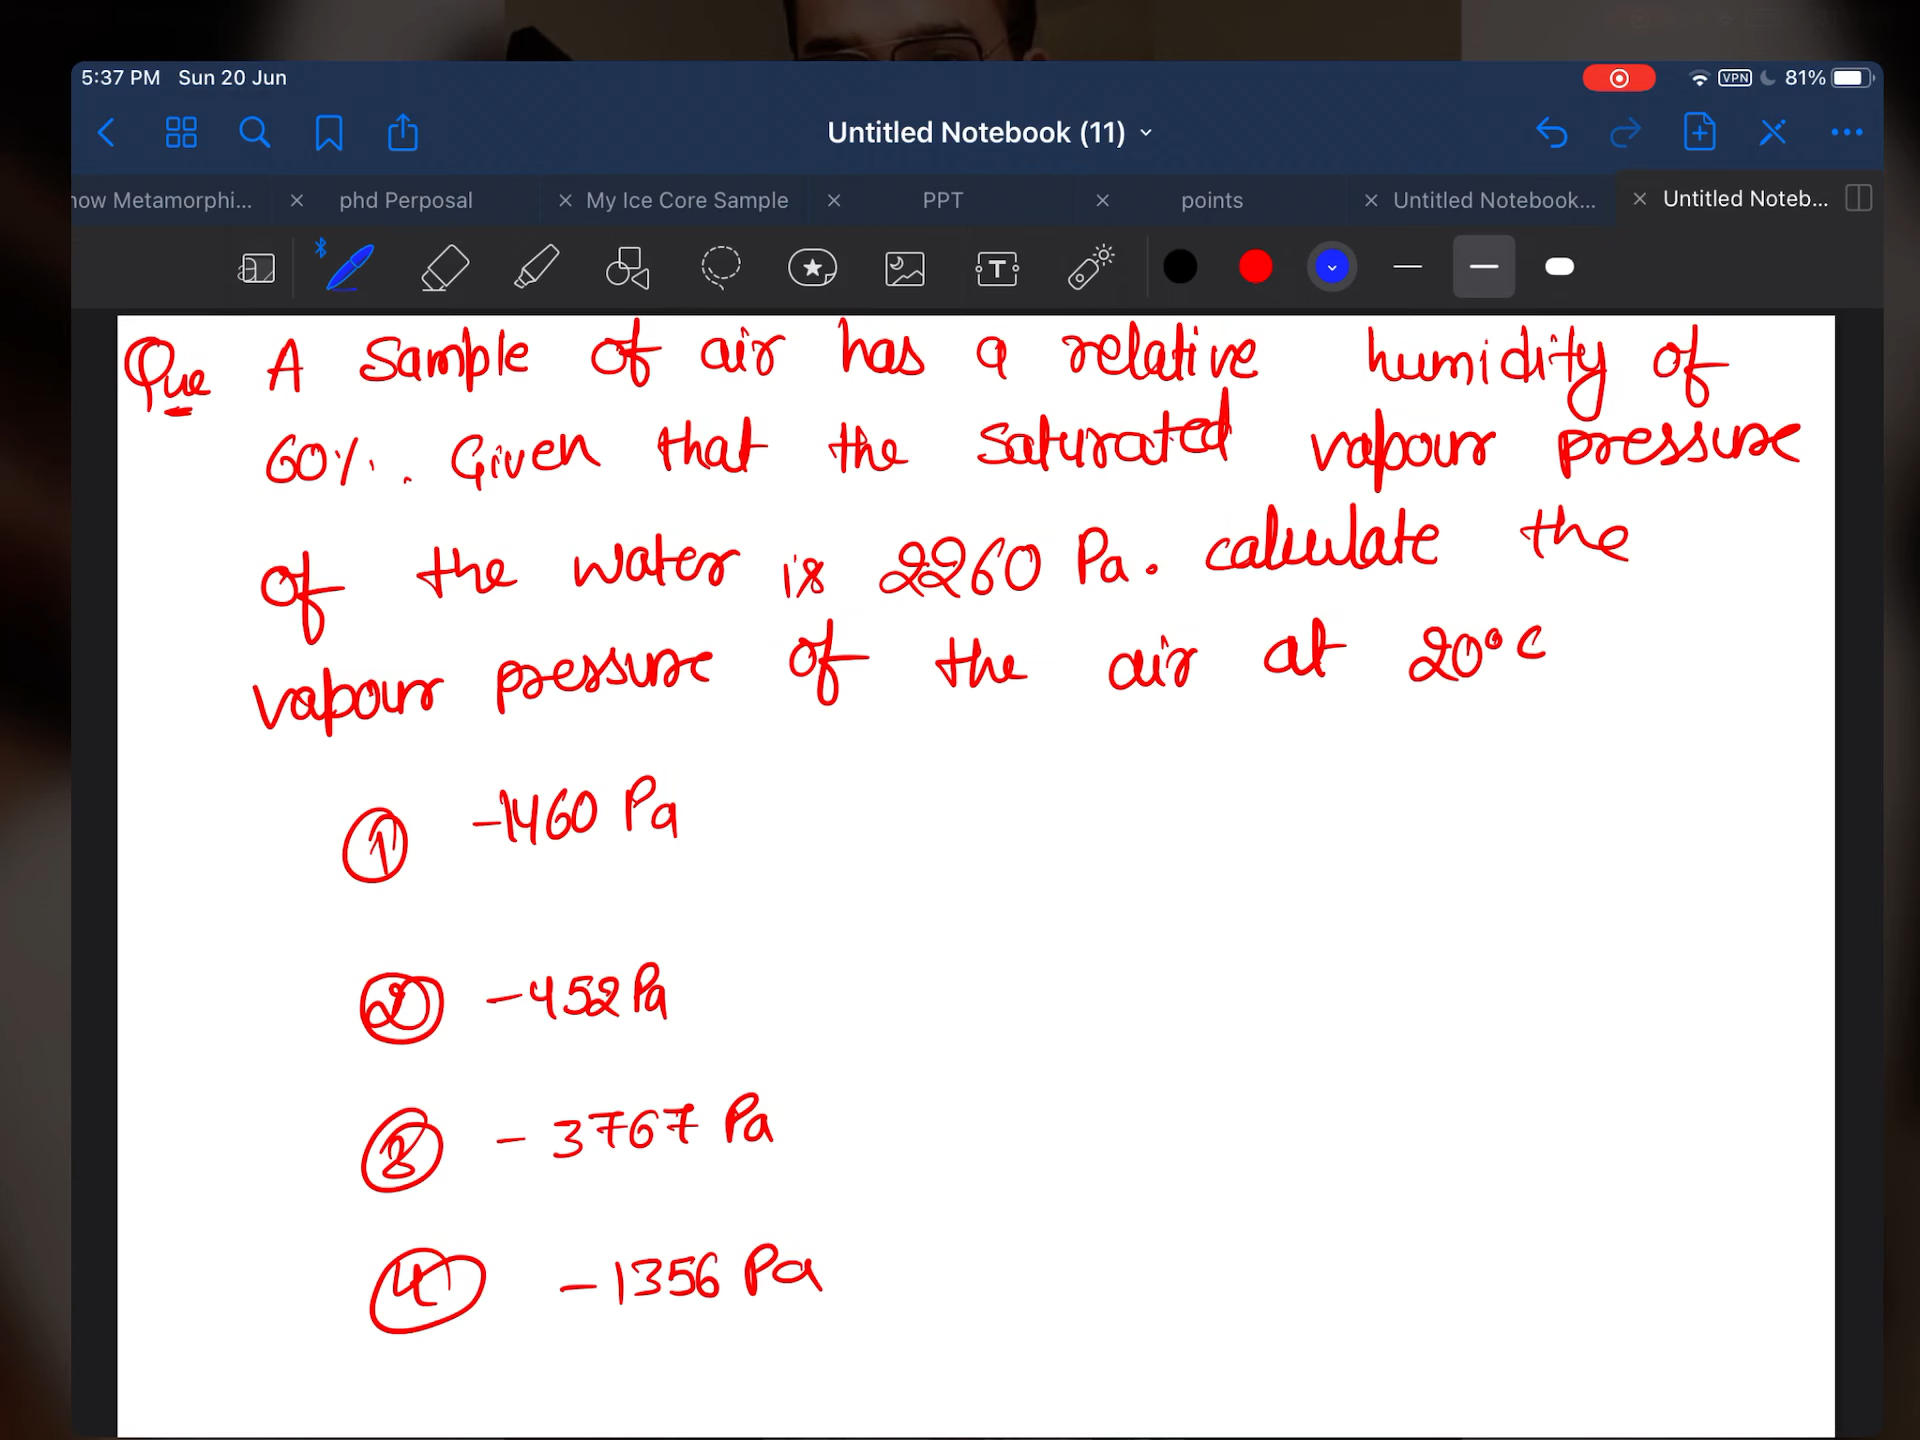 5:37 PM Sun 20 Jun
VPN 81%
Untitled Notebook (11)
now Metamorphi... phd Perposal My Ice Core Sample PPT points Untitled Notebook... Untitled Noteb...
Que A Sample of air has a relative humidity of
60%. Given that the saturated vapour pressure
of the water is 2260 Pa. calculate the
vapour pressure of the air at 20°C
1 -1460 Pa
2 -452 Pa
3 - 3767 Pa
4 - 1356 Pa